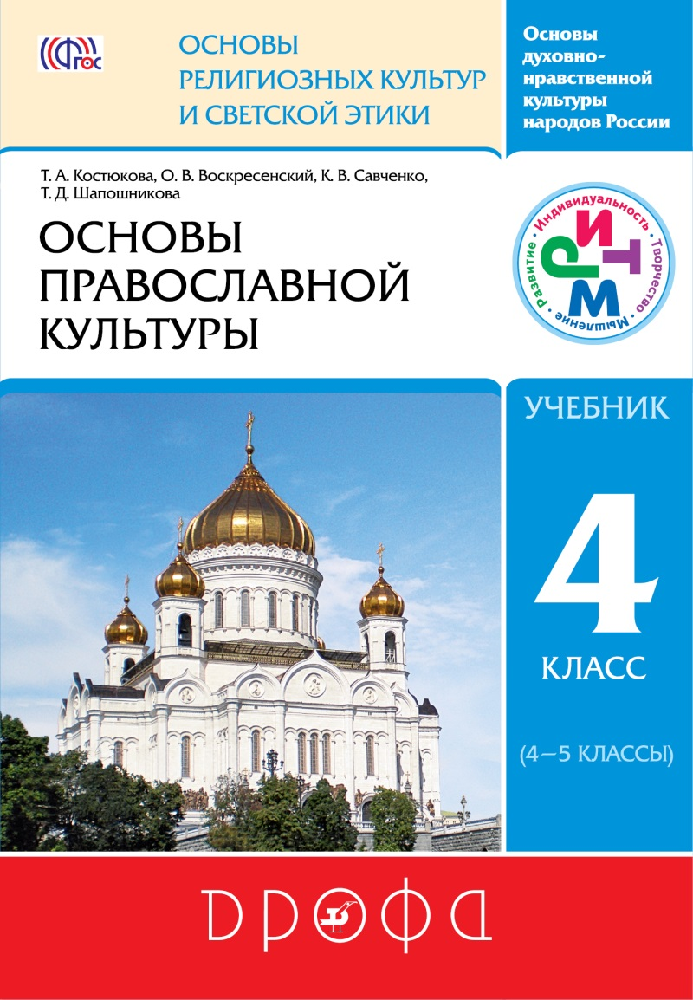 ФГОС
ОСНОВЫ
РЕЛИГИОЗНЫХ КУЛЬТУР
И СВЕТСКОЙ ЭТИКИ
Основы
духовно-
нравственной
культуры
народов России
Т. А. Костюкова, О. В. Воскресенский, К. В. Савченко,
Т. Д. Шапошникова
ОСНОВЫ
ПРАВОСЛАВНОЙ
КУЛЬТУРЫ
Развитие • Индивидуальность • Творчество • Мышление •
РИТМ
УЧЕБНИК
4
КЛАСС
(4—5 КЛАССЫ)
ДРОФА